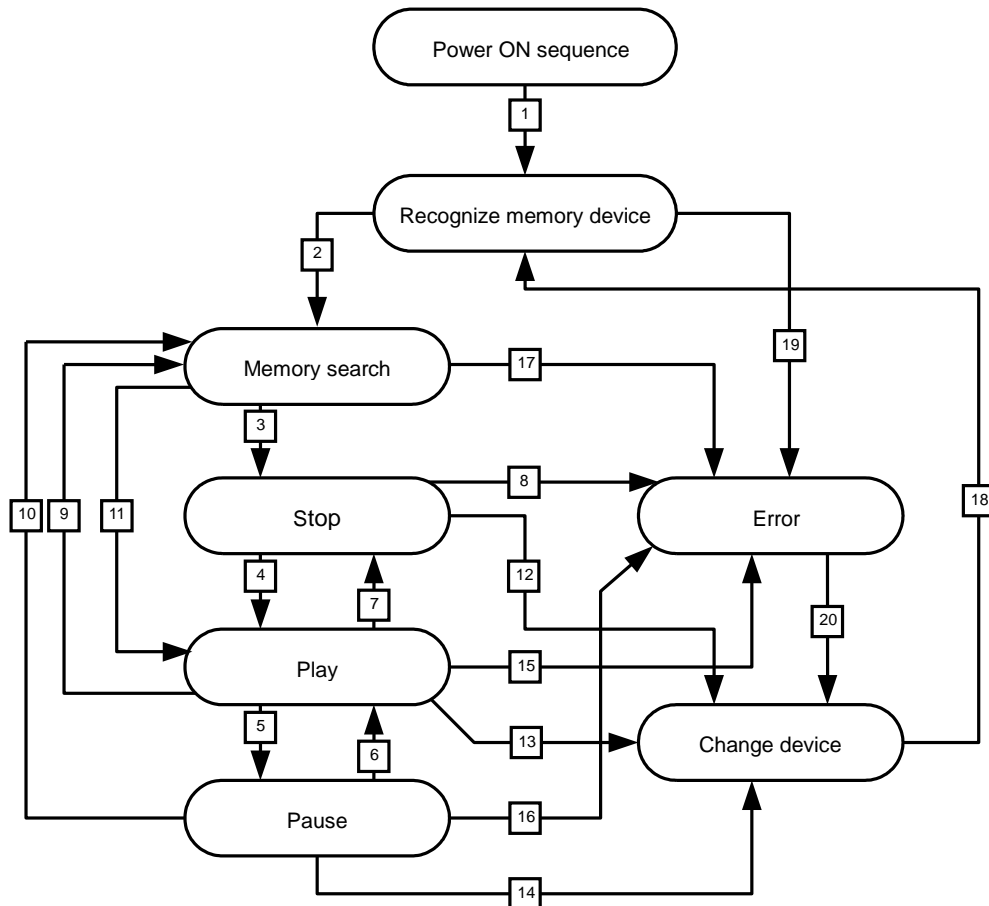 Power ON sequence
1
Recognize memory device
2
19
Memory search
17
3
Stop
8
Error
10
9
11
18
4
12
7
20
Play
15
5
6
13
Change device
Pause
16
14